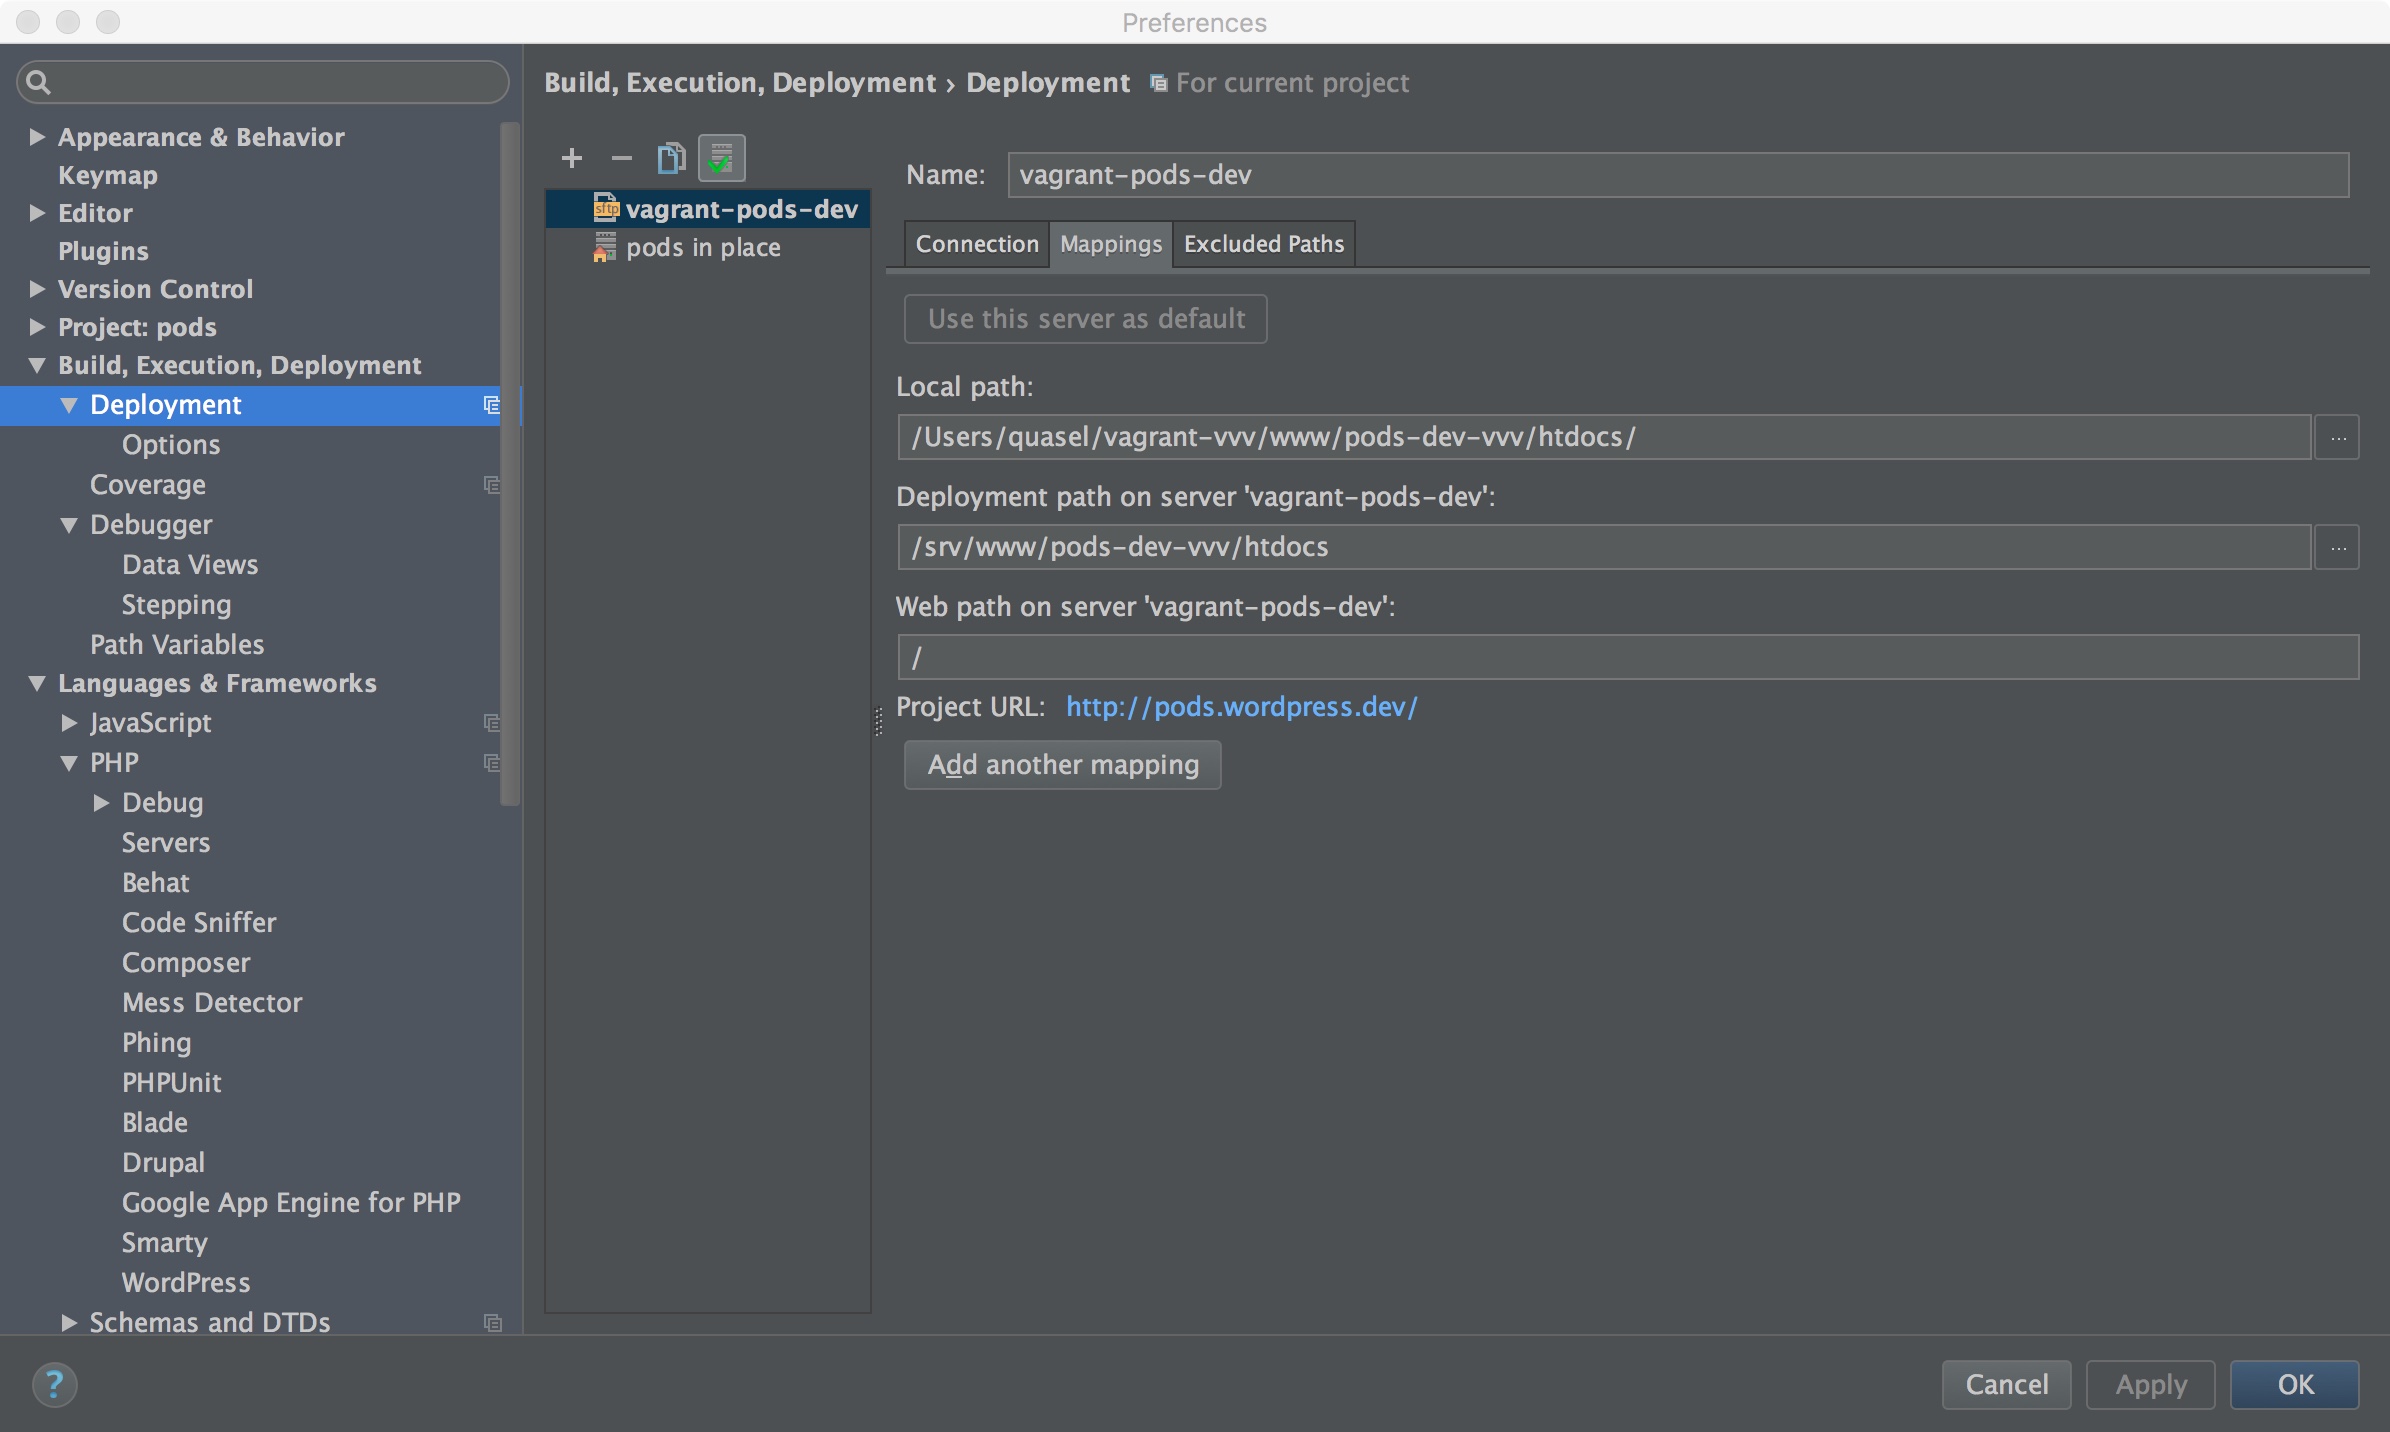 Preferences
Build, Execution, Deployment › Deployment For current project
Appearance & Behavior
Keymap
Editor
Plugins
Version Control
Project: pods
Build, Execution, Deployment
Deployment
Options
Coverage
Debugger
Data Views
Stepping
Path Variables
Languages & Frameworks
JavaScript
PHP
Debug
Servers
Behat
Code Sniffer
Composer
Mess Detector
Phing
PHPUnit
Blade
Drupal
Google App Engine for PHP
Smarty
WordPress
Schemas and DTDs
sftp vagrant-pods-dev
pods in place
Name: vagrant-pods-dev
Connection Mappings Excluded Paths
Use this server as default
Local path:
/Users/quasel/vagrant-vvv/www/pods-dev-vvv/htdocs/ ...
Deployment path on server 'vagrant-pods-dev':
/srv/www/pods-dev-vvv/htdocs ...
Web path on server 'vagrant-pods-dev':
/
Project URL: http://pods.wordpress.dev/
Add another mapping
? Cancel Apply OK